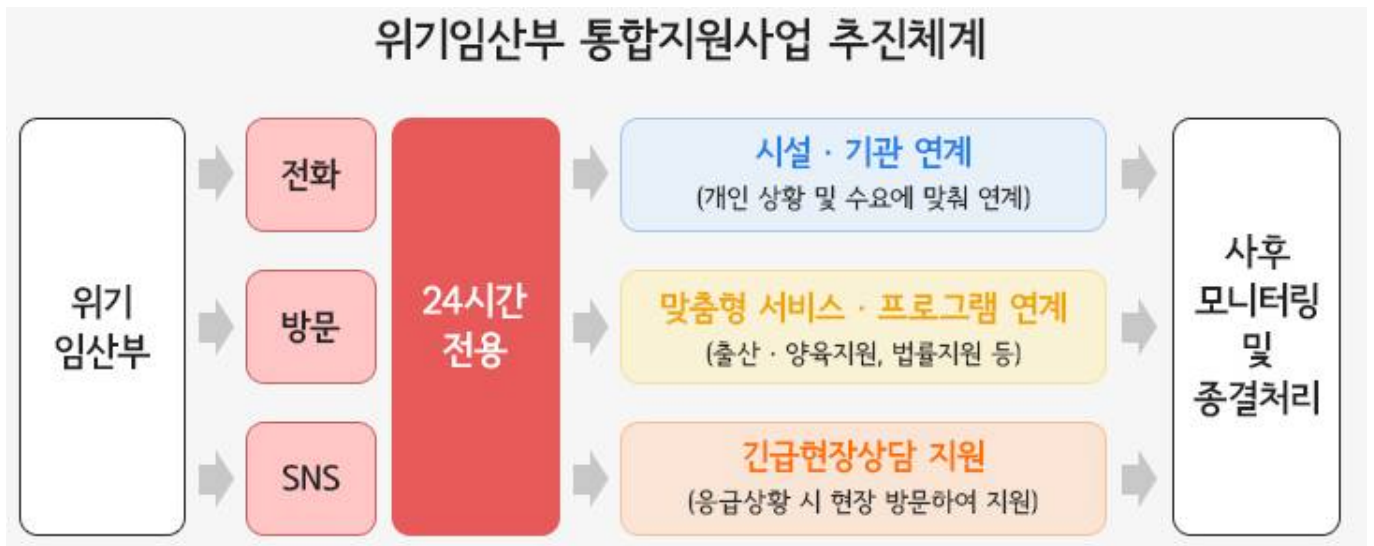 위기임산부 통합지원사업 추진체계
위기
임산부
전화
방문
SNS
24시간
전용
시설 · 기관 연계
(개인 상황 및 수요에 맞춰 연계)
맞춤형 서비스 · 프로그램 연계
(출산 · 양육지원, 법률지원 등)
긴급현장상담 지원
(응급상황 시 현장 방문하여 지원)
사후
모니터링
및
종결처리